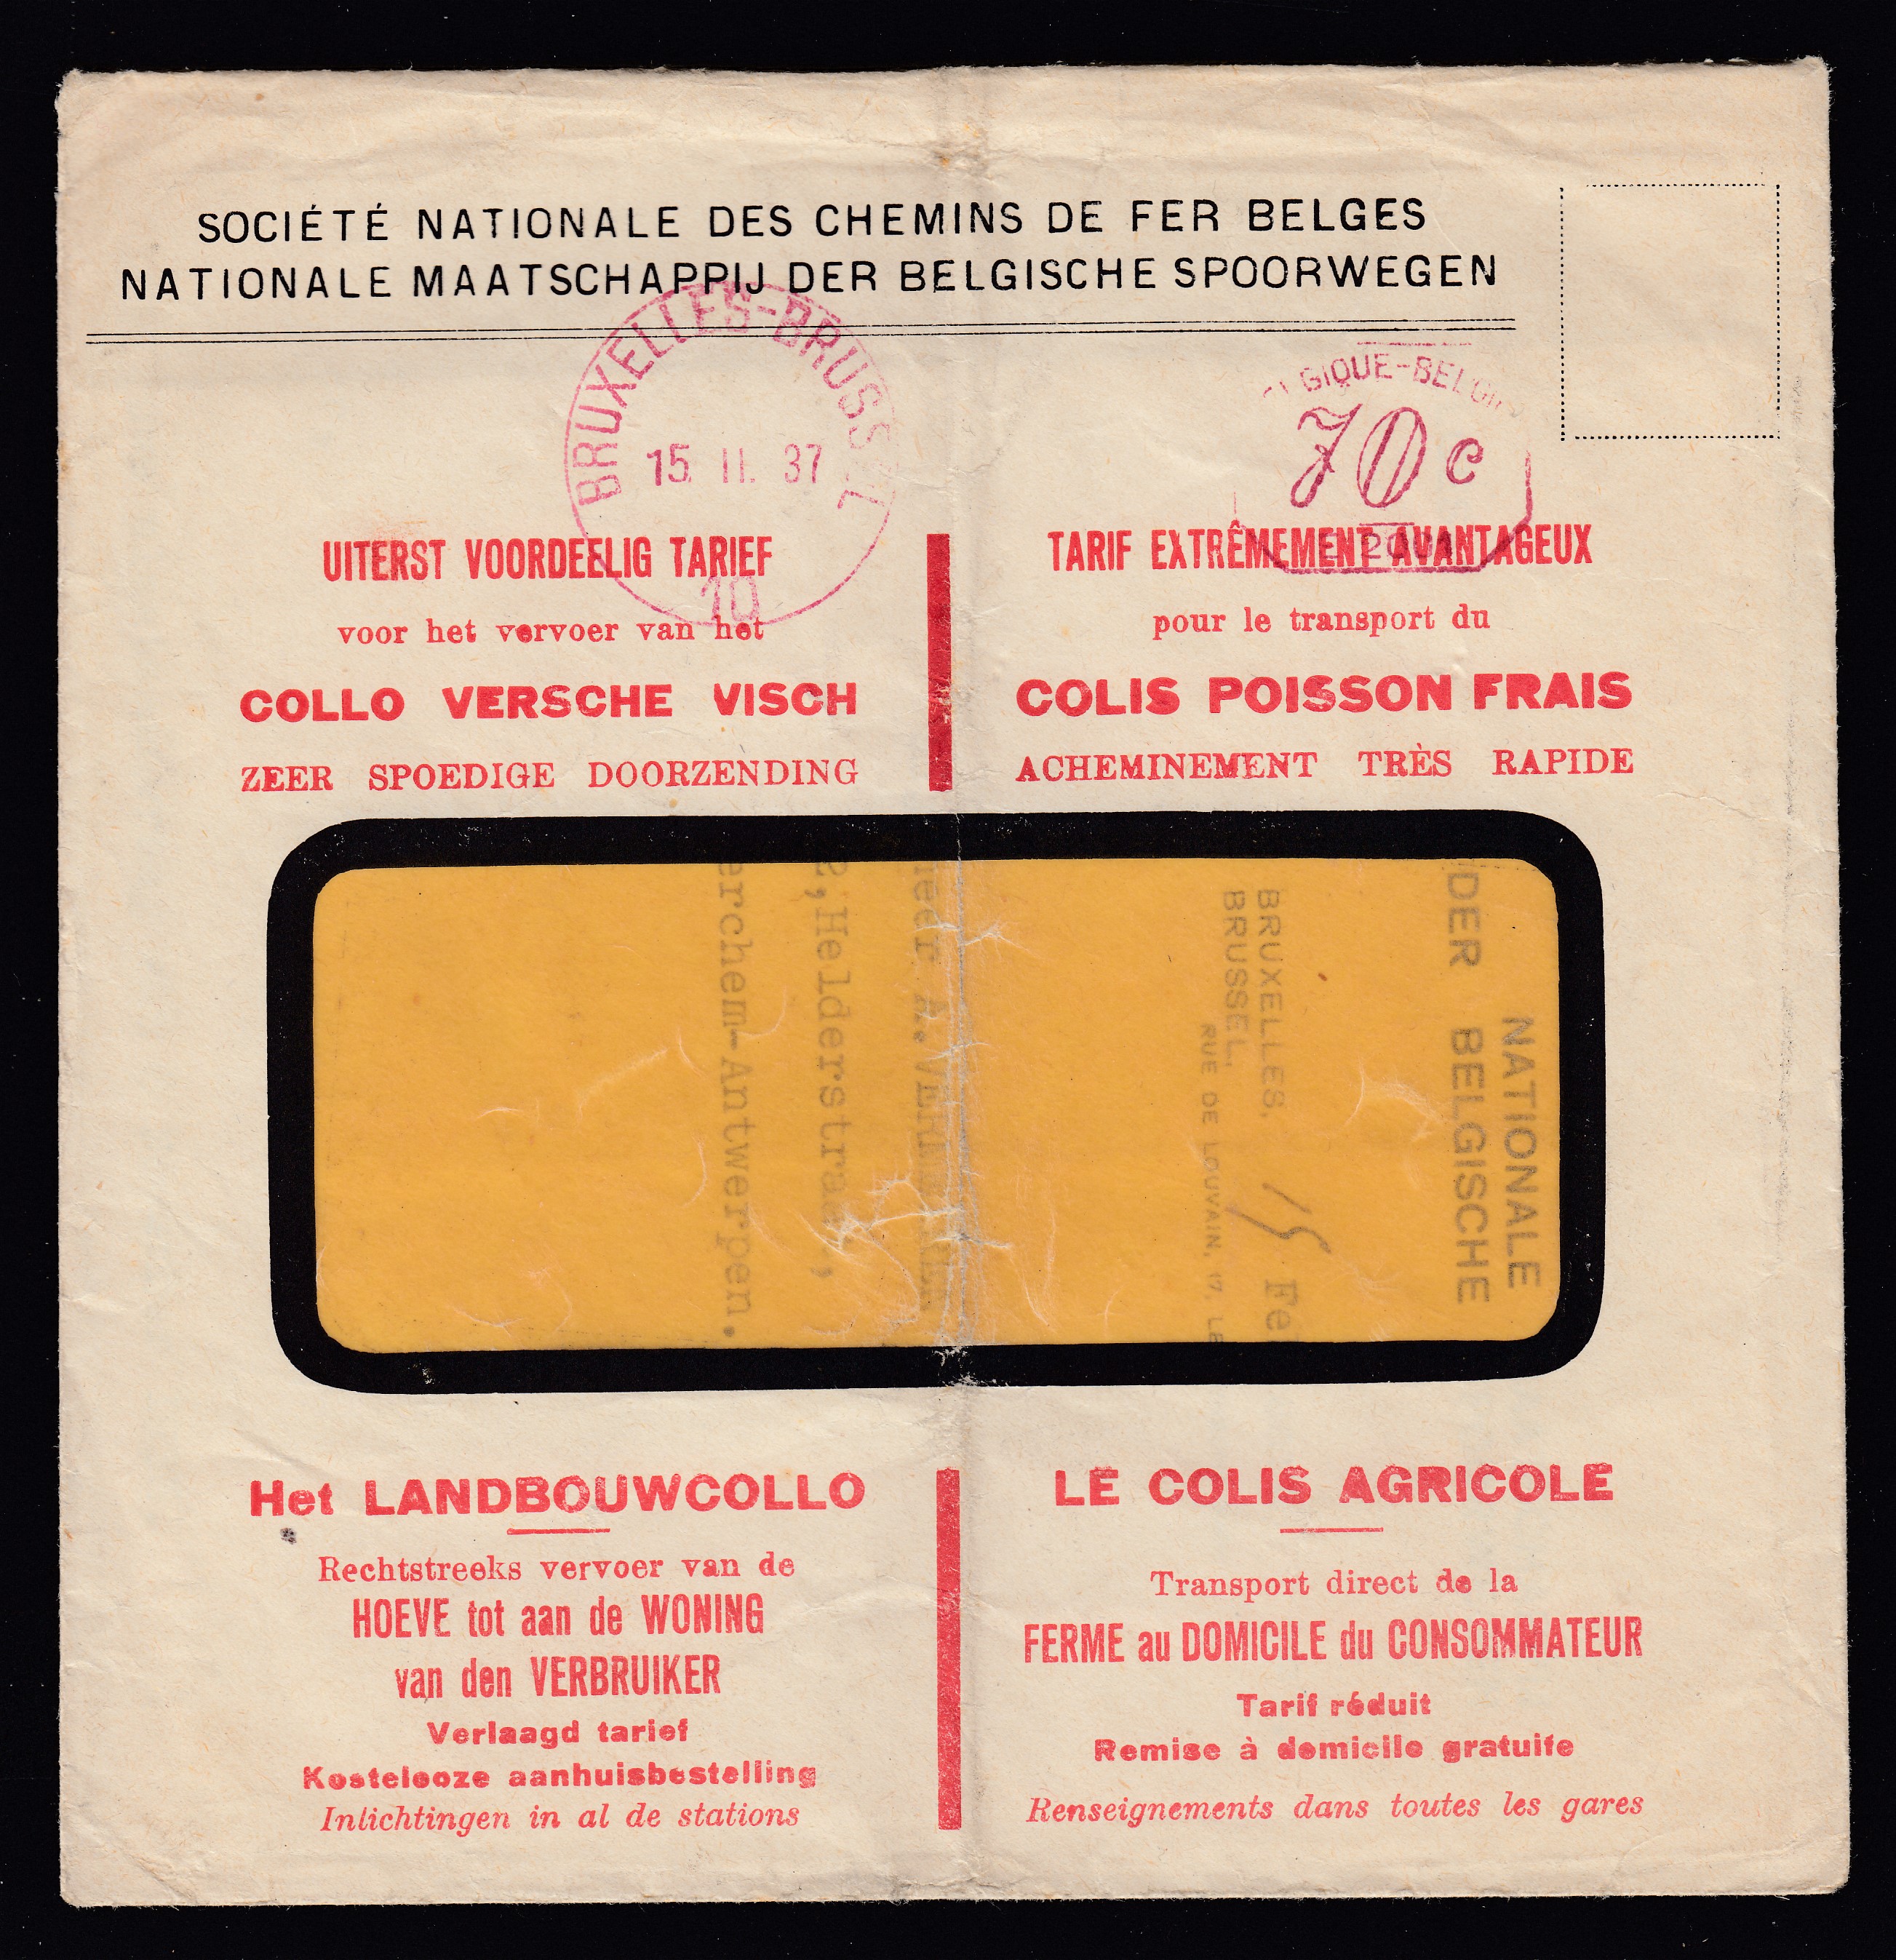 SOCIÉTÉ NATIONALE DES CHEMINS DE FER BELGES
NATIONALE MAATSCHAPPIJ DER BELGISCHE SPOORWEGEN
BRUXELLES-BRUSSEL
15 II. 37
10
70 c
UITERST VOORDEELIG TARIEF
voor het vervoer van het
COLLO VERSCHE VISCH
ZEER SPOEDIGE DOORZENDING
TARIF EXTRÊMEMENT AVANTAGEUX
pour le transport du
COLIS POISSON FRAIS
ACHEMINEMENT TRÈS RAPIDE
NATIONALE
DER BELGISCHE
BRUXELLES, 15
BRUSSEL,
RUE DE LOUVAIN, 17,
A.
Helderstraat,
erchem-Antwerpen.
Het LANDBOUWCOLLO
Rechtstreeks vervoer van de
HOEVE tot aan de WONING
van den VERBRUIKER
Verlaagd tarief
Kostelooze aanhuisbestelling
Inlichtingen in al de stations
LE COLIS AGRICOLE
Transport direct de la
FERME au DOMICILE du CONSOMMATEUR
Tarif réduit
Remise à domicile gratuite
Renseignements dans toutes les gares